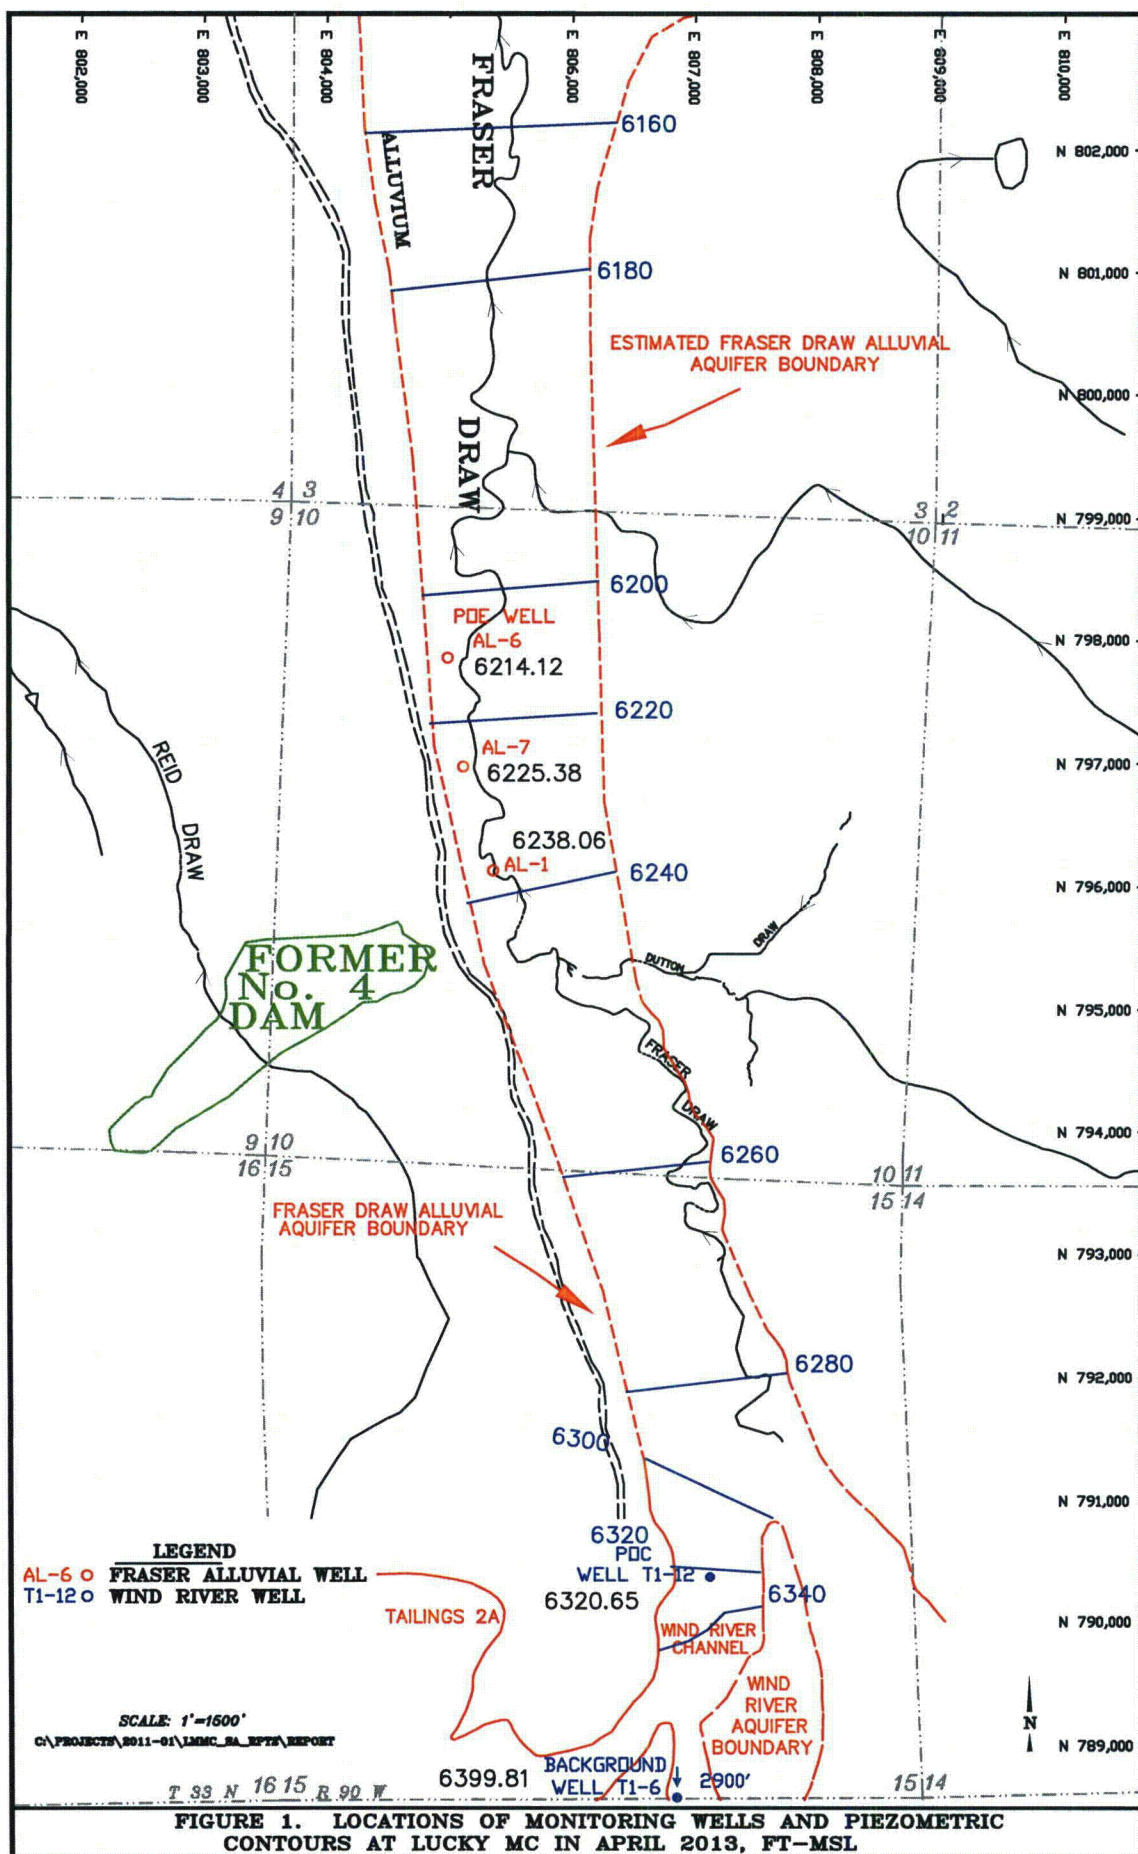 E 802,000
E 803,000
E 804,000
E 806,000
E 807,000
E 808,000
E 809,000
E 810,000
FRASER
6160
N 802,000
ALLUVIUM
6180
N 801,000
ESTIMATED FRASER DRAW ALLUVIAL
AQUIFER BOUNDARY
N 800,000
DRAW
4 3
9 10
3 2
10 11
N 799,000
6200
POE WELL
AL-6
6214.12
N 798,000
6220
AL-7
6225.38
N 797,000
REID
DRAW
6238.06
AL-1
6240
N 796,000
DRAW
DUTTON
FORMER
No. 4
DAM
N 795,000
FRASER
DRAW
N 794,000
9 10
16 15
6260
10 11
15 14
FRASER DRAW ALLUVIAL
AQUIFER BOUNDARY
N 793,000
6280
N 792,000
6300
N 791,000
6320
POC
WELL T1-12
6320.65
6340
LEGEND
AL-6 FRASER ALLUVIAL WELL
T1-12 WIND RIVER WELL
TAILINGS 2A
N 790,000
WIND RIVER
CHANNEL
WIND
RIVER
AQUIFER
BOUNDARY
N
SCALE: 1"=1500'
C:\PROJECTS\2011-01\LMMC_SA_RPTS\REPORT
N 789,000
6399.81
BACKGROUND
WELL T1-6
2900'
T 33 N 16 15 R 90 W
15 14
FIGURE 1. LOCATIONS OF MONITORING WELLS AND PIEZOMETRIC
CONTOURS AT LUCKY MC IN APRIL 2013, FT-MSL